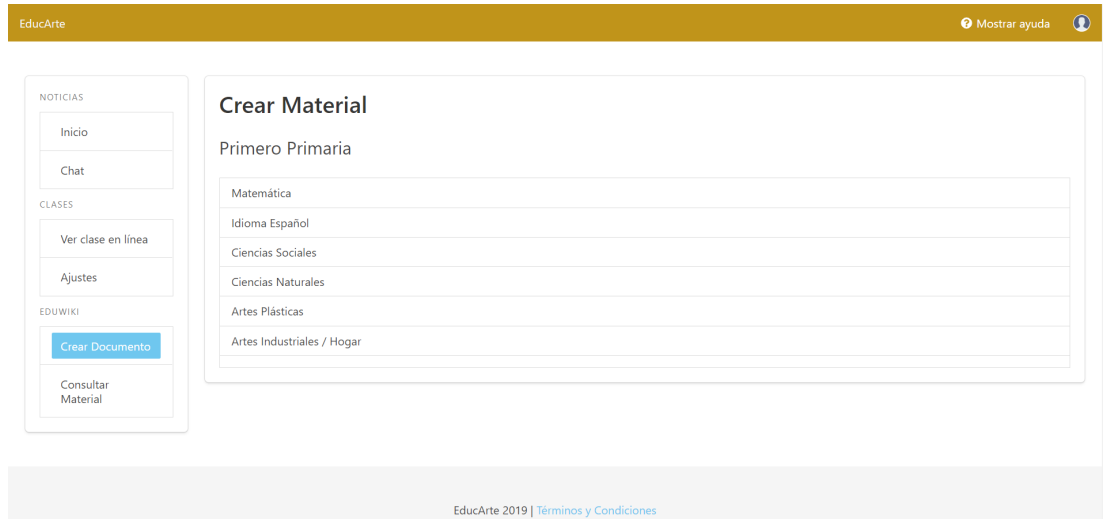 EducArte
Mostrar ayuda
NOTICIAS
Inicio
Chat
CLASES
Ver clase en línea
Ajustes
EDUWIKI
Crear Documento
Consultar
Material
Crear Material
Primero Primaria
Matemática
Idioma Español
Ciencias Sociales
Ciencias Naturales
Artes Plásticas
Artes Industriales / Hogar
EducArte 2019 | Términos y Condiciones